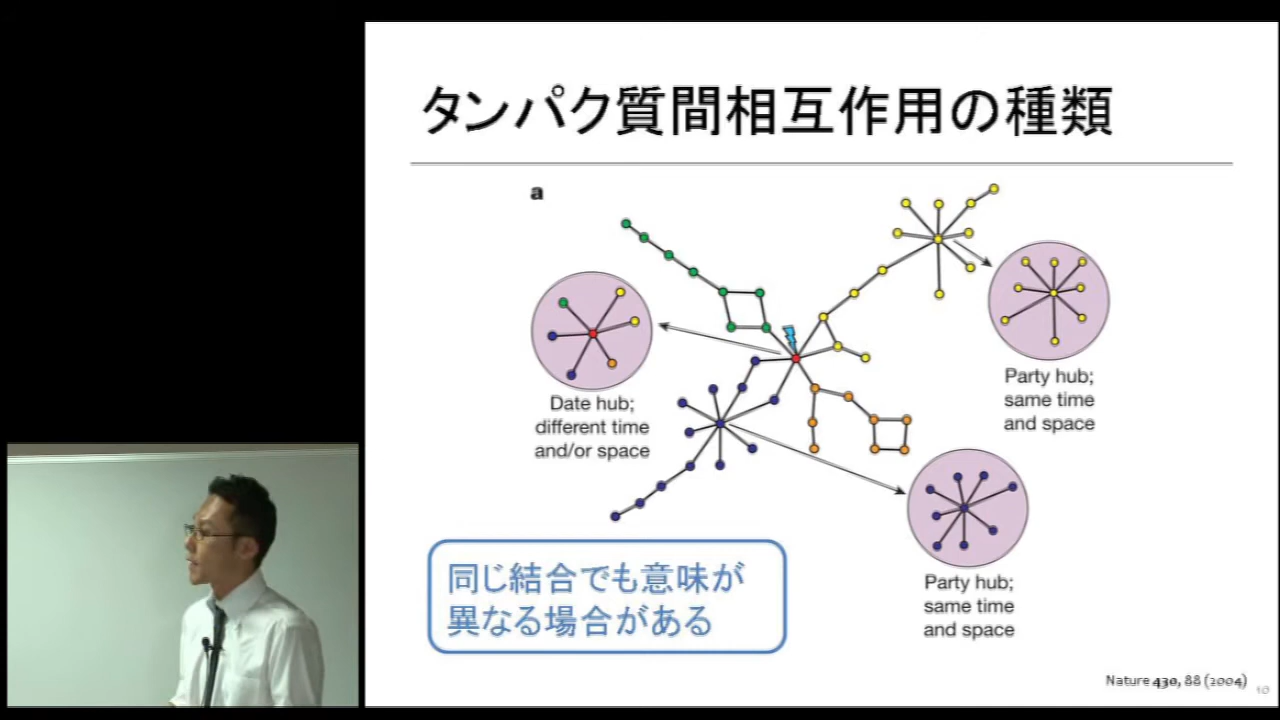 タンパク質間相互作用の種類
a
Party hub;
same time
and space
Date hub;
different time
and/or space
Party hub;
same time
and space
同じ結合でも意味が
異なる場合がある
Nature 430, 88 (2004)
10